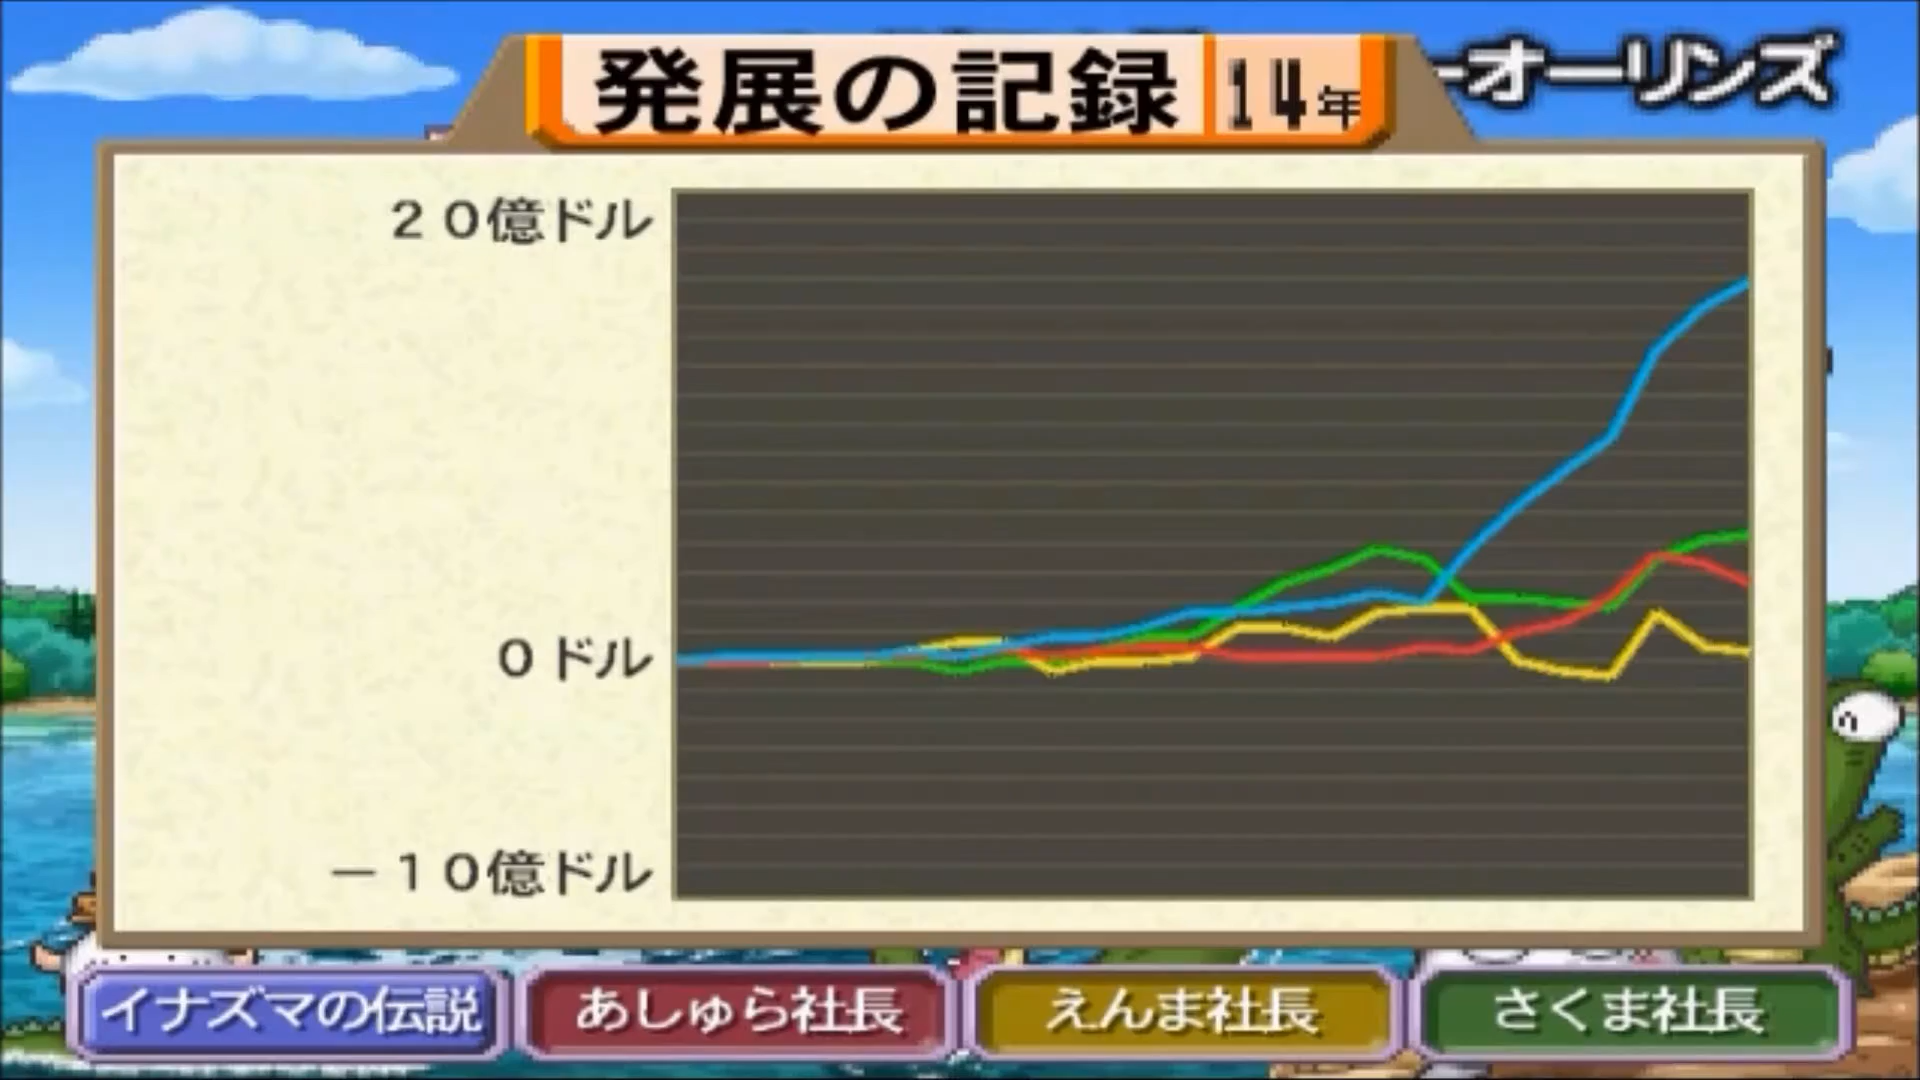 発展の記録 14年
ーオーリンズ
20億ドル
0ドル
−10億ドル
イナズマの伝説
あしゅら社長
えんま社長
さくま社長